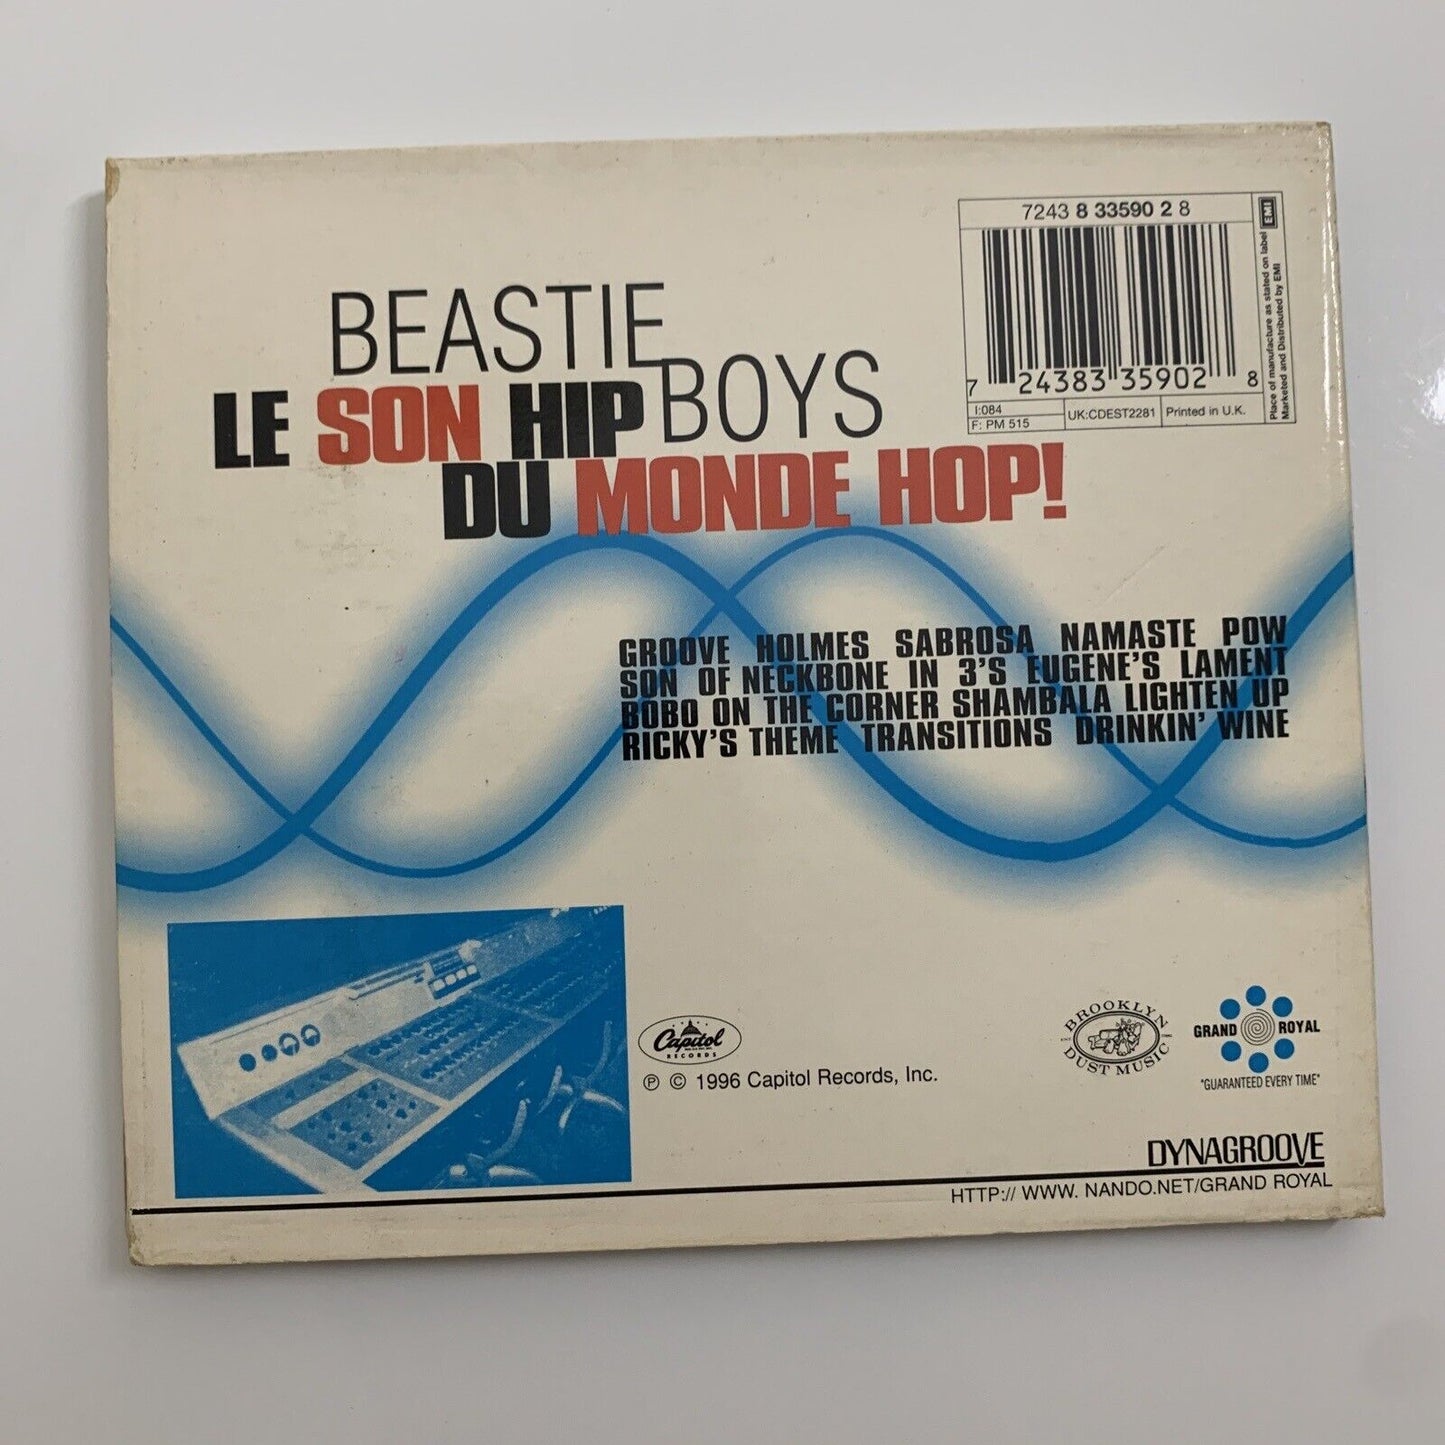 7243 8 33590 2 8
EMI
7 24383 35902 8
I:084
F: PM 515
UK:CDEST2281
Printed in U.K.
Place of manufacture as stated on label
Marketed and Distributed by EMI
BEASTIE
BOYS
LE SON HIP
DU MONDE HOP!
GROOVE HOLMES SABROSA NAMASTE POW
SON OF NECKBONE IN 3'S EUGENE'S LAMENT
BOBO ON THE CORNER SHAMBALA LIGHTEN UP
RICKY'S THEME TRANSITIONS DRINKIN' WINE
Capitol
RECORDS
℗ © 1996 Capitol Records, Inc.
BROOKLYN
DUST MUSIC
GRAND ROYAL
"GUARANTEED EVERY TIME"
DYNAGROOVE
HTTP:// WWW. NANDO.NET/GRAND ROYAL